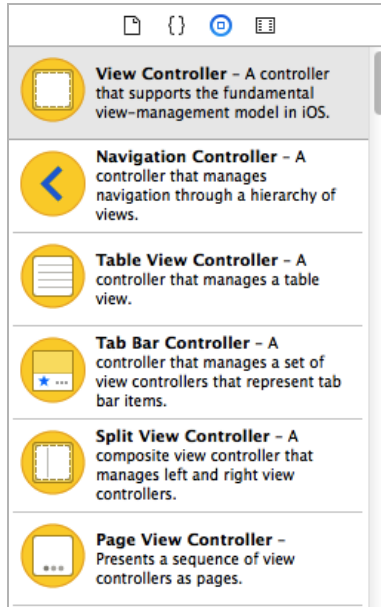 {}
View Controller – A controller
that supports the fundamental
view–management model in iOS.
Navigation Controller – A
controller that manages
navigation through a hierarchy of
views.
Table View Controller – A
controller that manages a table
view.
Tab Bar Controller – A
controller that manages a set of
view controllers that represent tab
bar items.
Split View Controller – A
composite view controller that
manages left and right view
controllers.
Page View Controller –
Presents a sequence of view
controllers as pages.